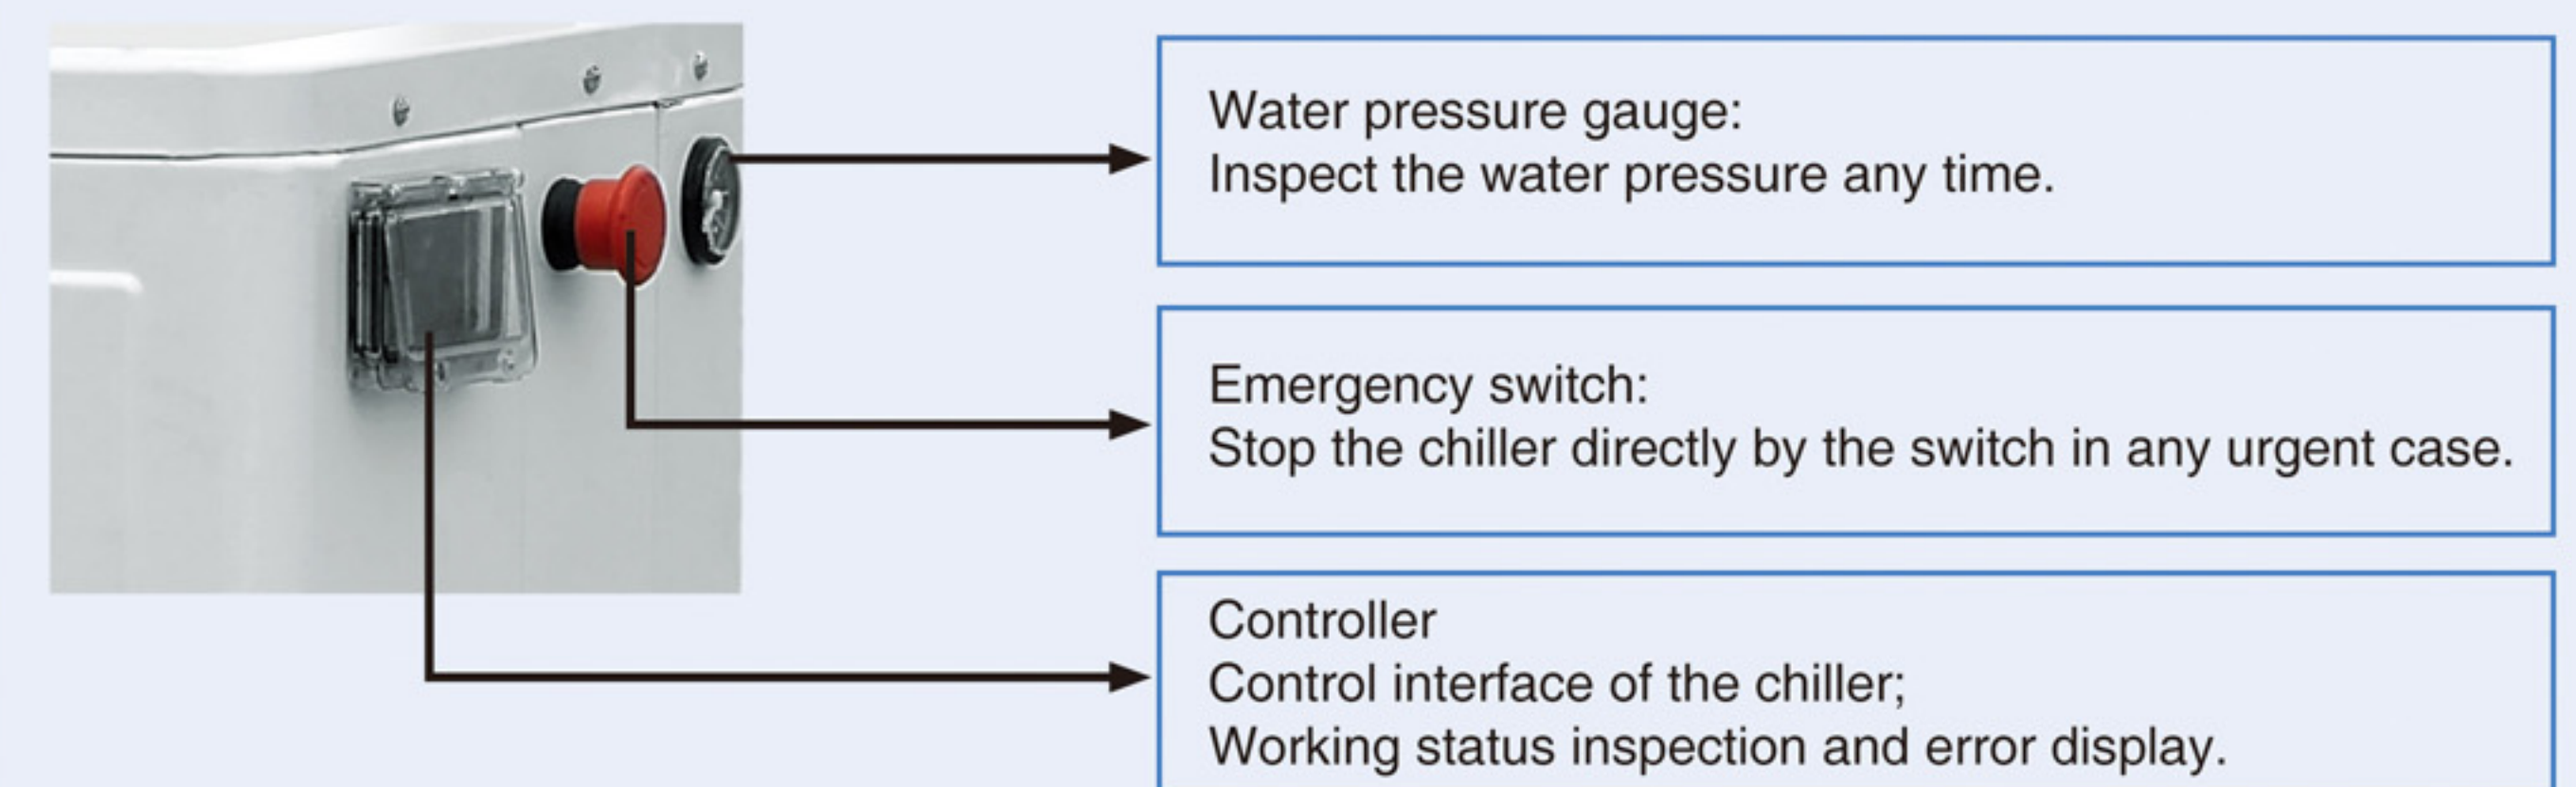 Water pressure gauge:
Inspect the water pressure any time.
Emergency switch:
Stop the chiller directly by the switch in any urgent case.
Controller
Control interface of the chiller;
Working status inspection and error display.